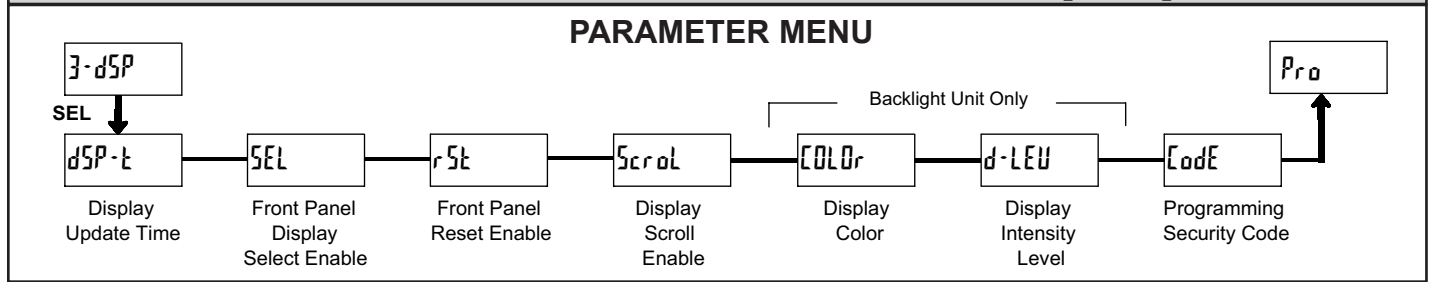 PARAMETER MENU
3-dSP
Pro
SEL
Backlight Unit Only
dSP-t
SEL
rSt
ScroL
COLOr
d-LEV
CodE
Display
Update Time
Front Panel
Display
Select Enable
Front Panel
Reset Enable
Display
Scroll
Enable
Display
Color
Display
Intensity
Level
Programming
Security Code